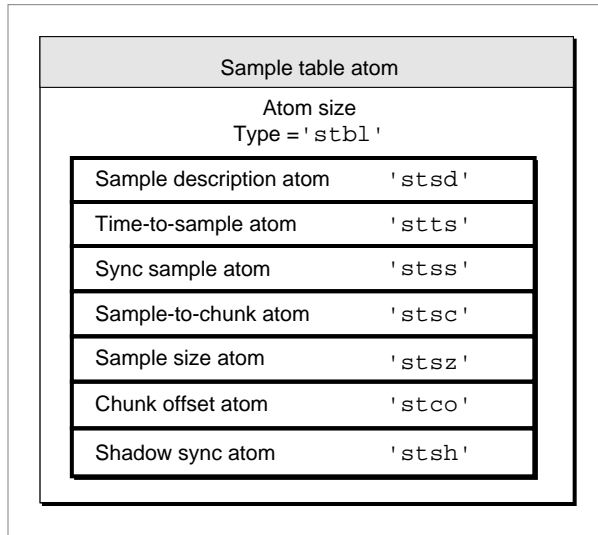 Sample table atom
Atom size
Type ='stbl'
Sample description atom 'stsd'
Time-to-sample atom 'stts'
Sync sample atom 'stss'
Sample-to-chunk atom 'stsc'
Sample size atom 'stsz'
Chunk offset atom 'stco'
Shadow sync atom 'stsh'